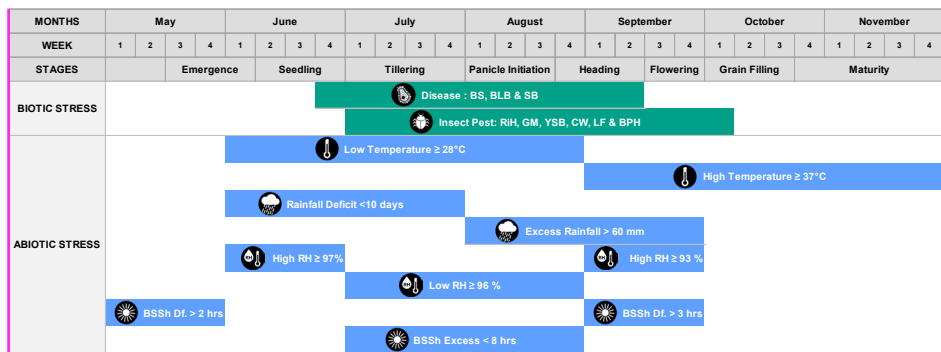 MONTHS May June July August September October November
WEEK 1 2 3 4 1 2 3 4 1 2 3 4 1 2 3 4 1 2 3 4 1 2 3 4 1 2 3 4
STAGES Emergence Seedling Tillering Panicle Initiation Heading Flowering Grain Filling Maturity
BIOTIC STRESS
Disease : BS, BLB & SB
Insect Pest: RiH, GM, YSB, CW, LF & BPH
ABIOTIC STRESS
Low Temperature ≥ 28°C
High Temperature ≥ 37°C
Rainfall Deficit <10 days
Excess Rainfall > 60 mm
High RH ≥ 97% High RH ≥ 93 %
Low RH ≥ 96 %
BSSh Df. > 2 hrs BSSh Df. > 3 hrs
BSSh Excess < 8 hrs